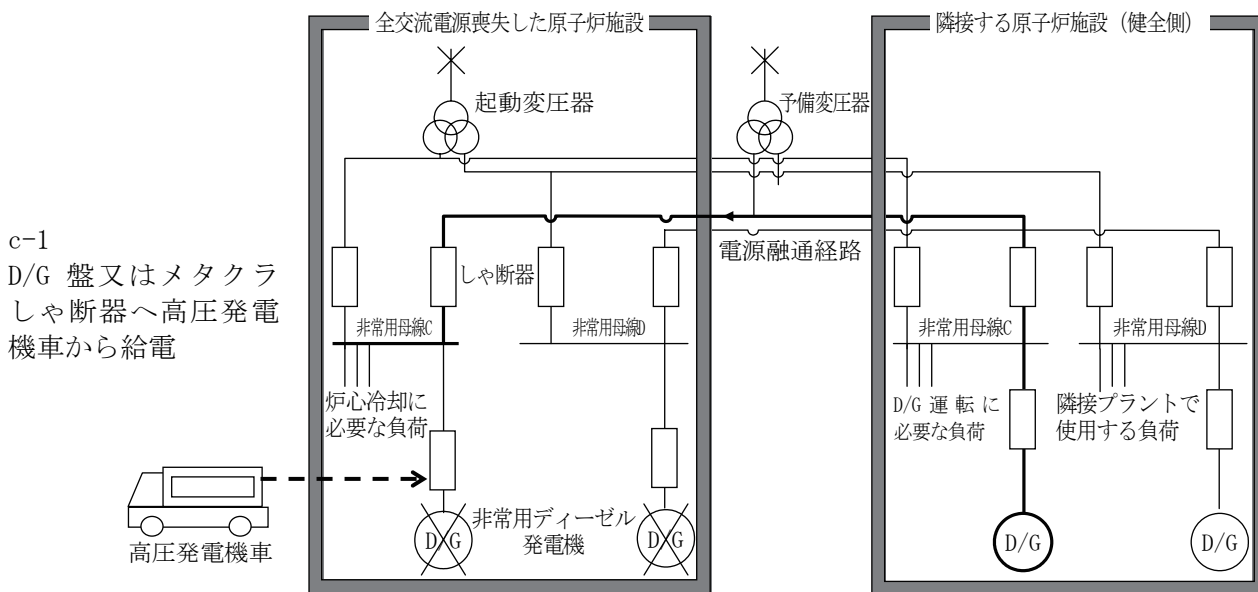 全交流電源喪失した原子炉施設
隣接する原子炉施設（健全側）
起動変圧器
予備変圧器
c-1
D/G 盤又はメタクラ
しゃ断器へ高圧発電
機車から給電
電源融通経路
しゃ断器
非常用母線C
非常用母線D
非常用母線C
非常用母線D
炉心冷却に
必要な負荷
D/G 運転に
必要な負荷
隣接プラントで
使用する負荷
高圧発電機車
D/G
非常用ディーゼル
発電機
D/G
D/G
D/G